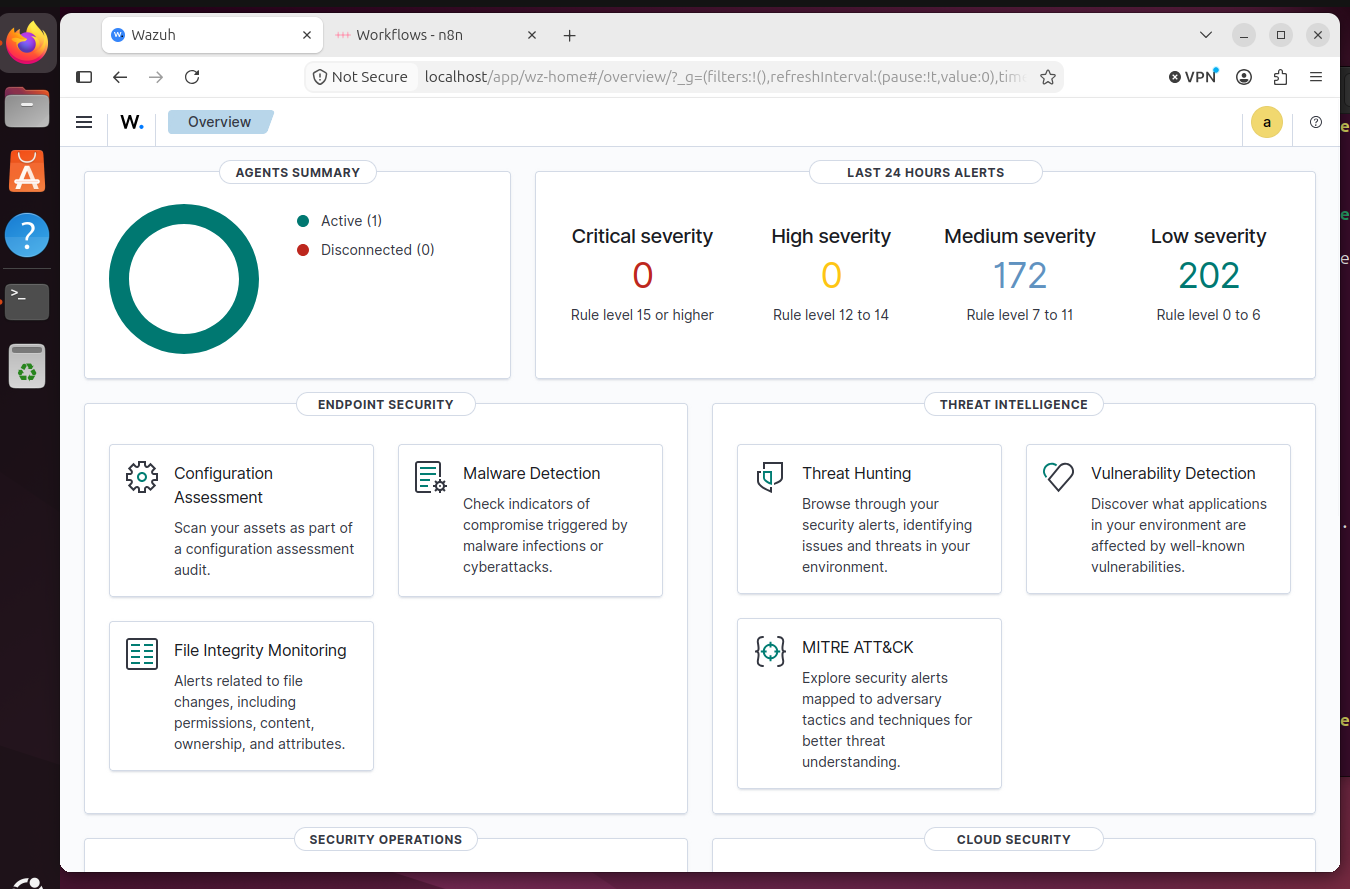 Wazuh
Workflows - n8n
Not Secure
localhost/app/wz-home#/overview/?_g=(filters:!(),refreshInterval:(pause:!t,value:0),time
VPN
W.
Overview
a
AGENTS SUMMARY
Active (1)
Disconnected (0)
LAST 24 HOURS ALERTS
Critical severity
0
Rule level 15 or higher
High severity
0
Rule level 12 to 14
Medium severity
172
Rule level 7 to 11
Low severity
202
Rule level 0 to 6
ENDPOINT SECURITY
Configuration
Assessment
Scan your assets as part of
a configuration assessment
audit.
Malware Detection
Check indicators of
compromise triggered by
malware infections or
cyberattacks.
File Integrity Monitoring
Alerts related to file
changes, including
permissions, content,
ownership, and attributes.
THREAT INTELLIGENCE
Threat Hunting
Browse through your
security alerts, identifying
issues and threats in your
environment.
Vulnerability Detection
Discover what applications
in your environment are
affected by well-known
vulnerabilities.
MITRE ATT&CK
Explore security alerts
mapped to adversary
tactics and techniques for
better threat
understanding.
SECURITY OPERATIONS
CLOUD SECURITY